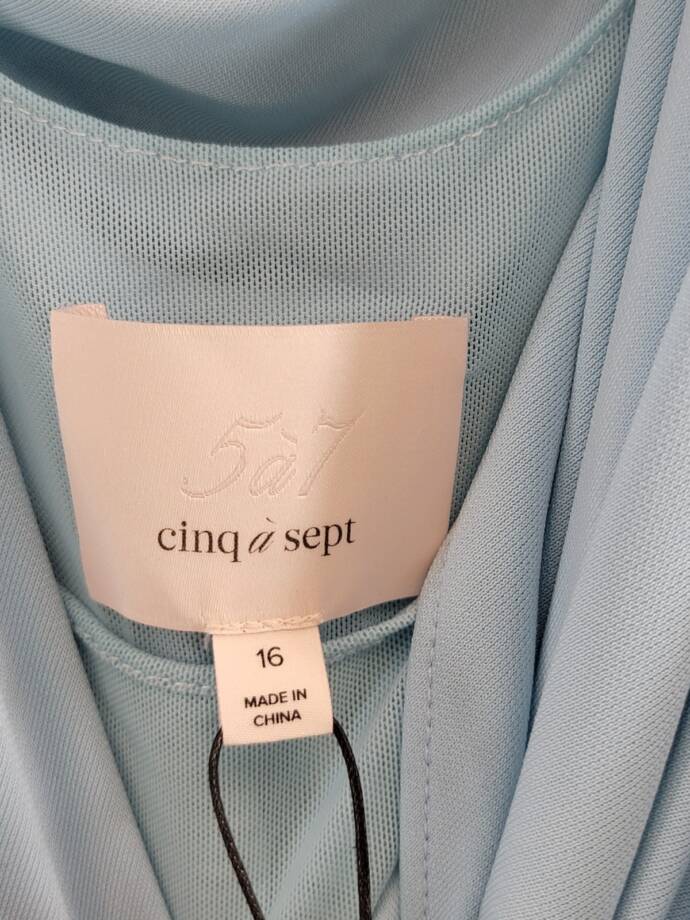 5à7
cinq à sept
16
MADE IN
CHINA